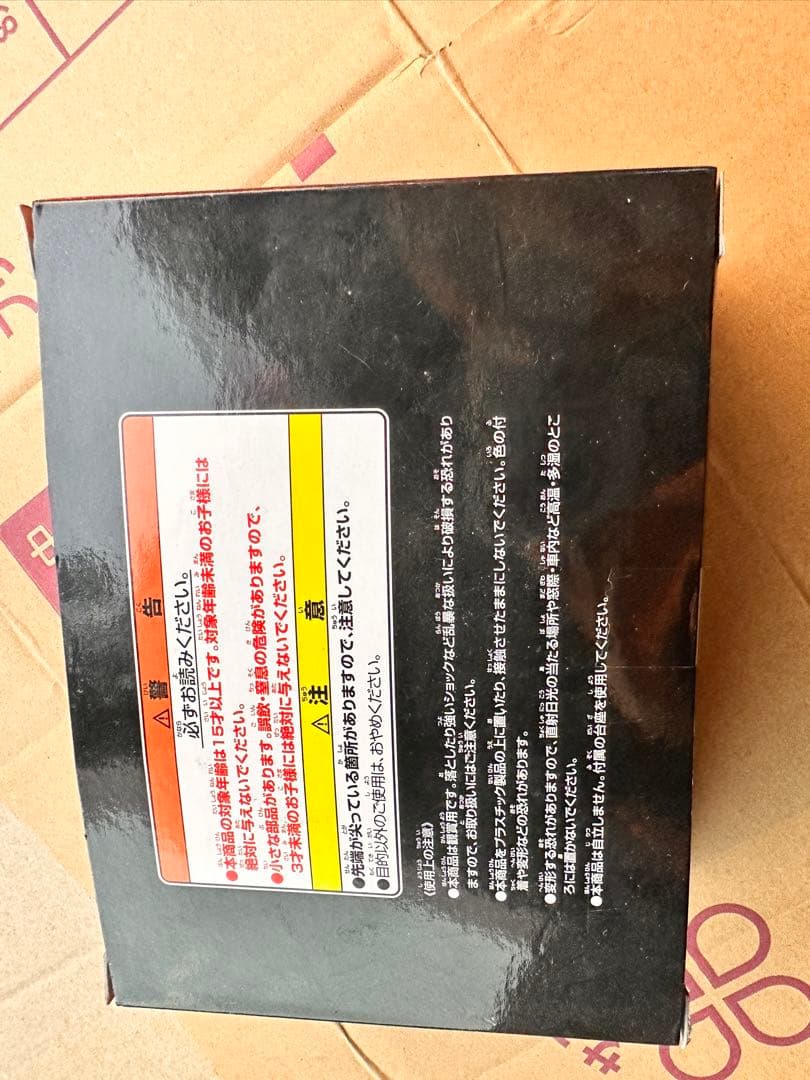 ⚠警告
必ずお読みください。
●本商品の対象年齢は15才以上です。対象年齢未満のお子様には
絶対に与えないでください。
●小さな部品があります。誤飲・窒息の危険がありますので、
3才未満のお子様には絶対に与えないでください。
⚠注意
●先端が尖っている箇所がありますので、注意してください。
●目的以外のご使用は、おやめください。
《使用上の注意》
●本商品は観賞用です。落としたり強いショックなど乱暴な扱いにより破損する恐れがあり
ますので、お取り扱いにはご注意ください。
●本商品をプラスチック製品の上に置いたり、接触させたままにしないでください。色の付
着や変形などの恐れがあります。
●変形する恐れがありますので、直射日光の当たる場所や窓際・車内など高温・多湿のとこ
ろには置かないでください。
●本商品は自立しません。付属の台座を使用してください。